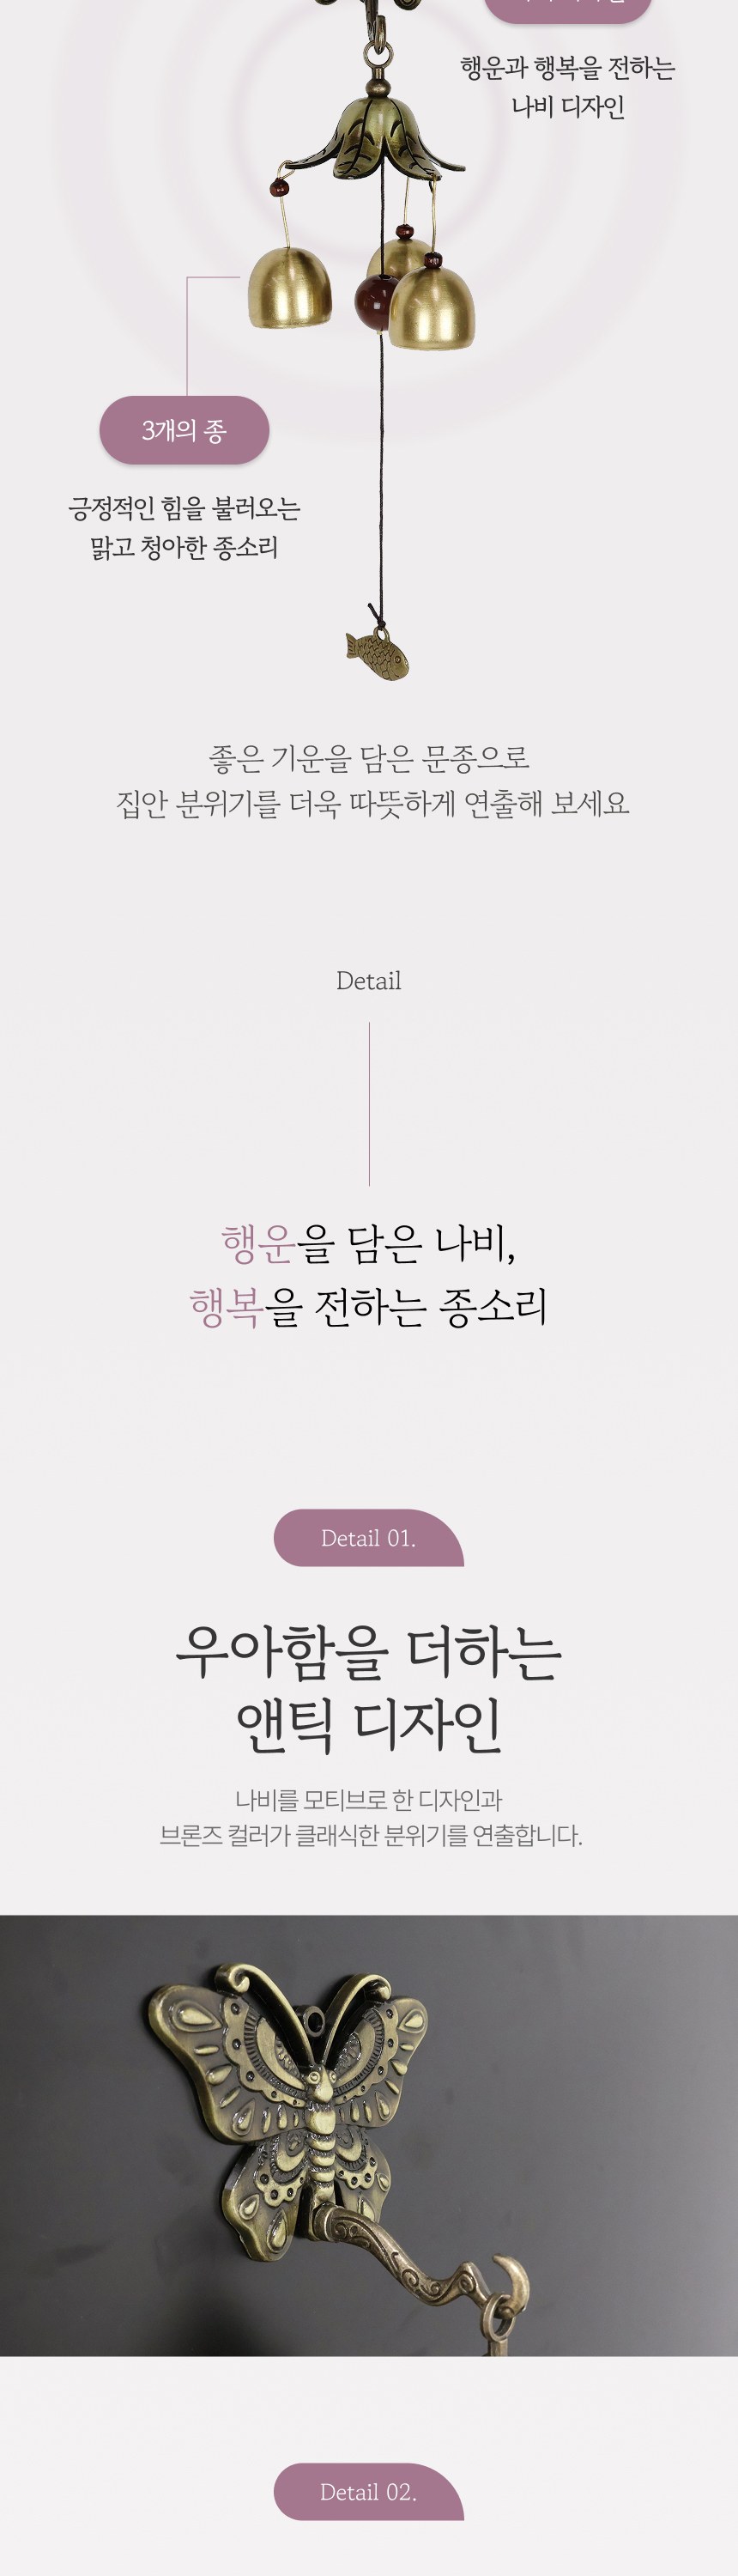 행운과 행복을 전하는
나비 디자인
3개의 종
긍정적인 힘을 불러오는
맑고 청아한 종소리
좋은 기운을 담은 문종으로
집안 분위기를 더욱 따뜻하게 연출해 보세요
Detail
행운을 담은 나비,
행복을 전하는 종소리
Detail 01.
우아함을 더하는
앤틱 디자인
나비를 모티브로 한 디자인과
브론즈 컬러가 클래식한 분위기를 연출합니다.
Detail 02.